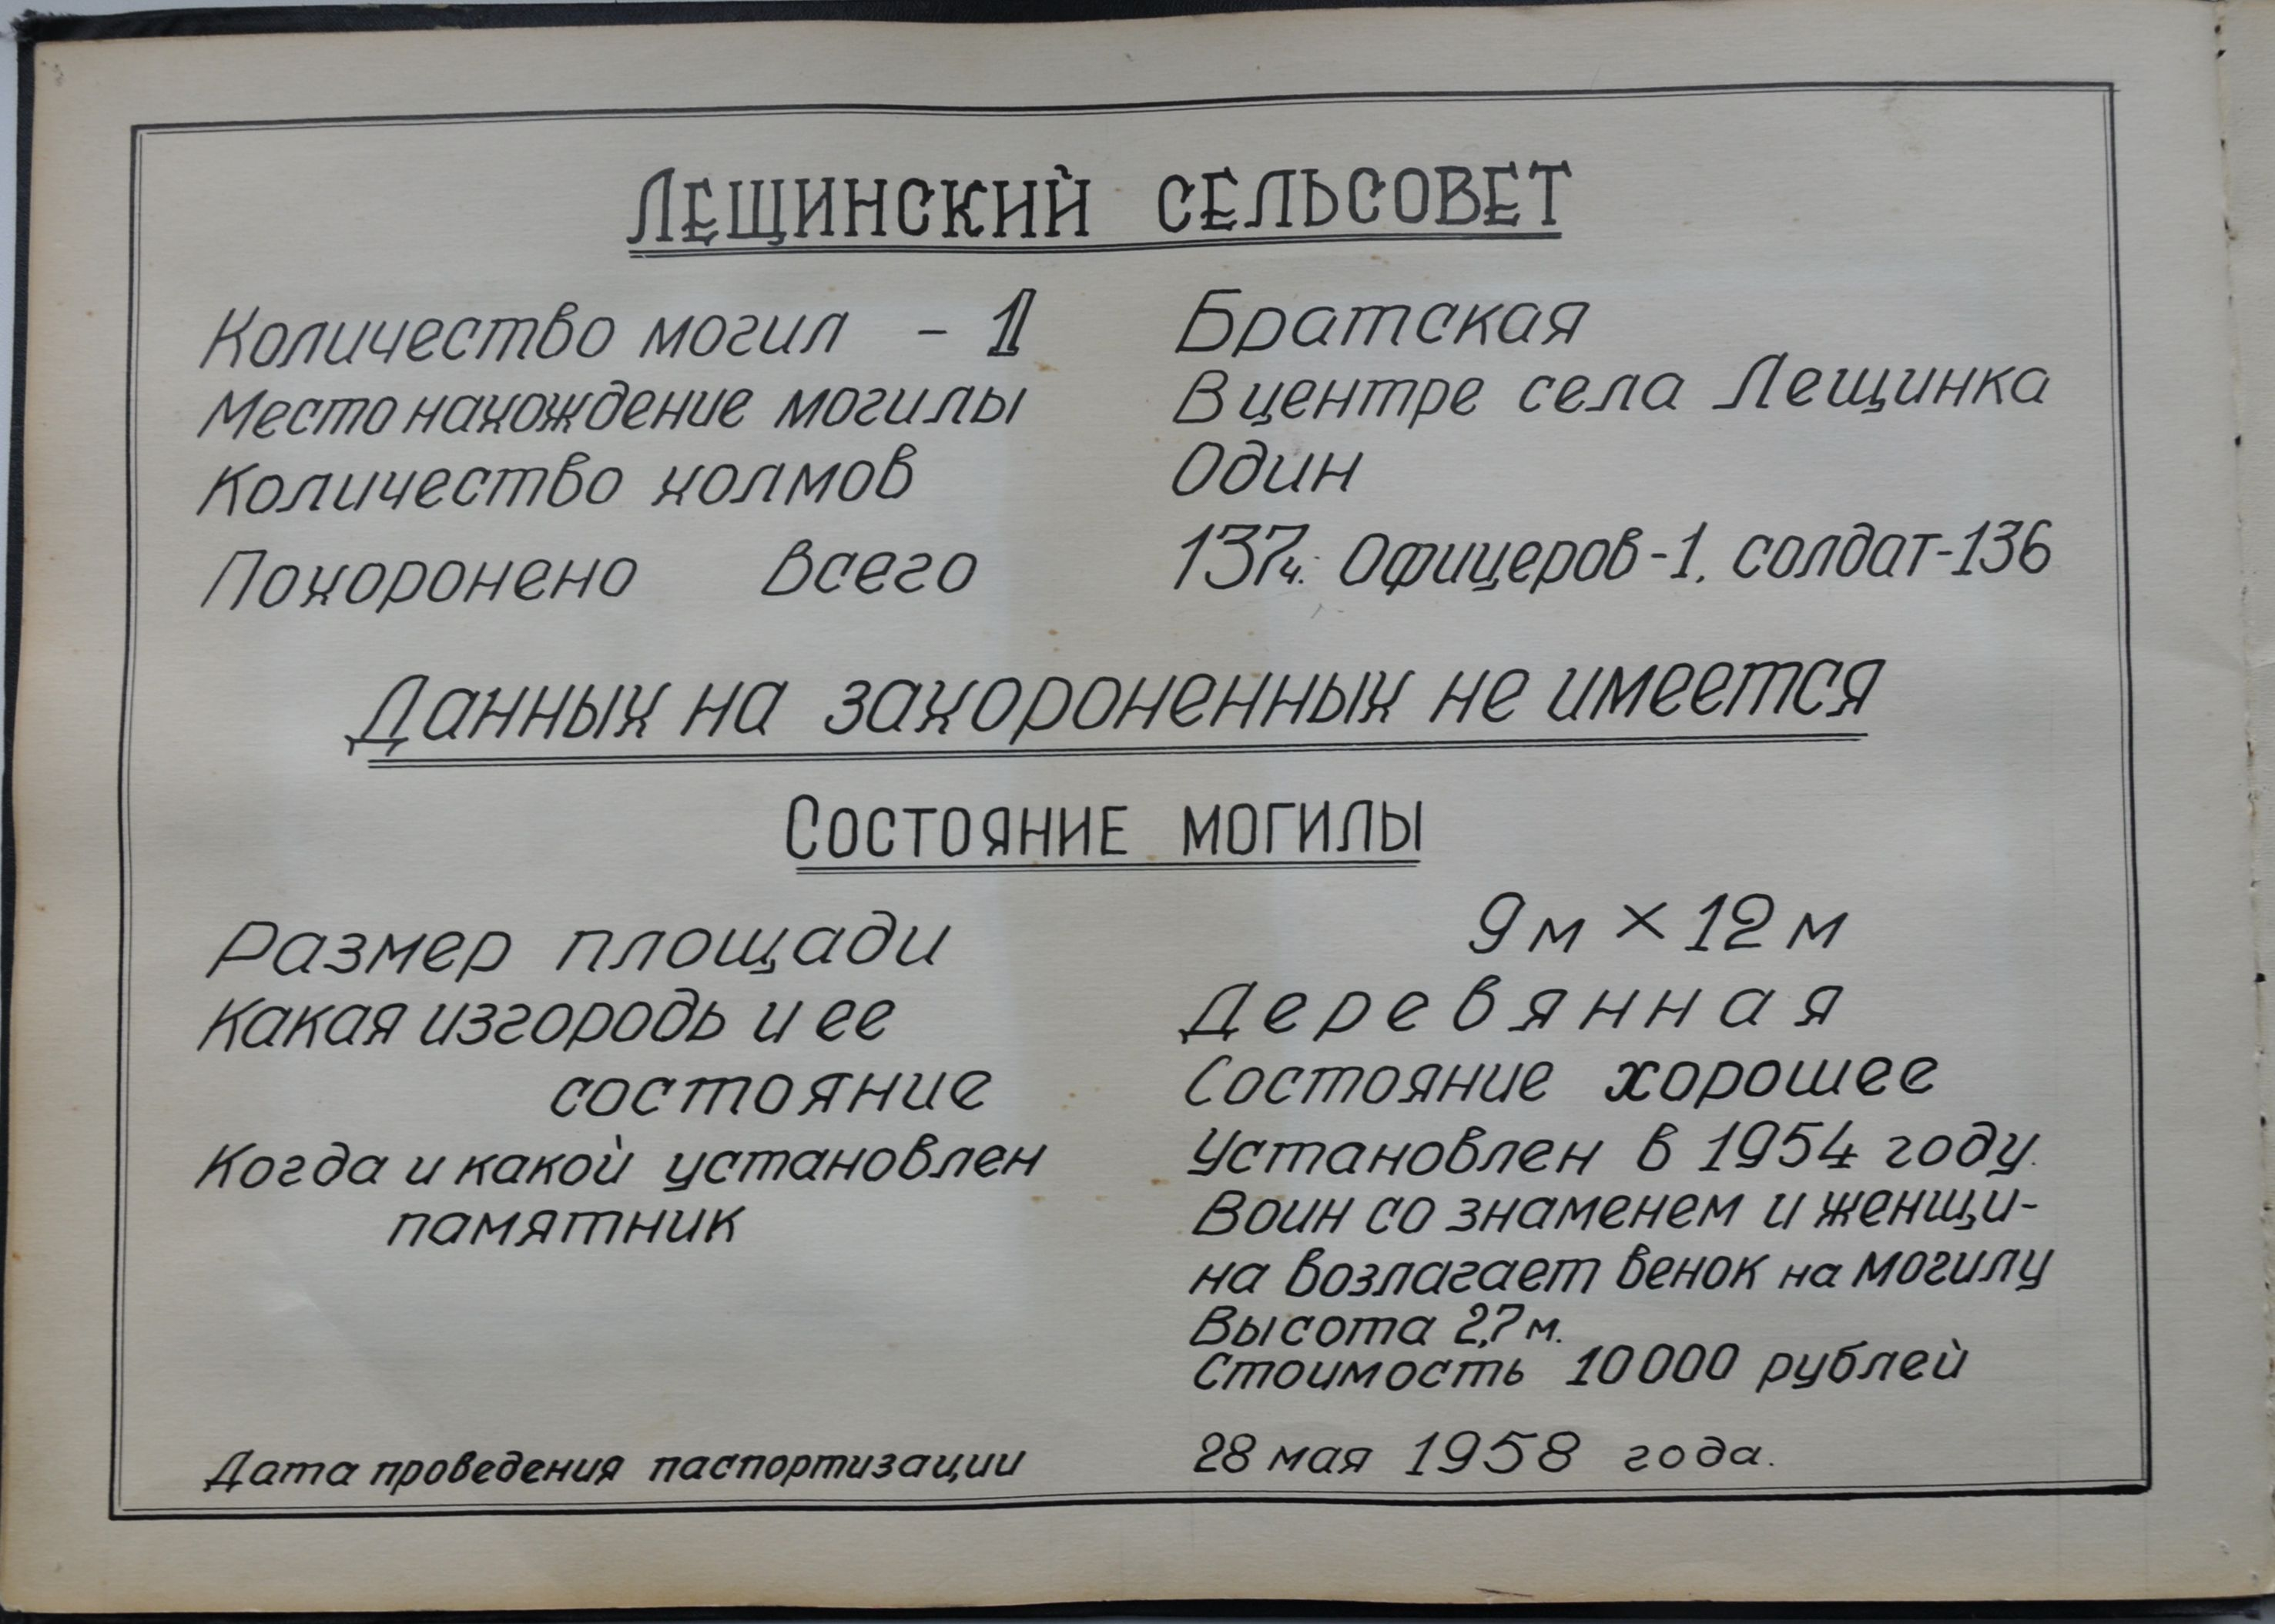 ЛЕЩИНСКИЙ СЕЛЬСОВЕТ
Количество могил - 1 Братская
Место нахождение могилы В центре села Лещинка
Количество холмов Один
Похоронено всего 137ч. Офицеров-1, солдат-136
Данных на захороненных не имеется
СОСТОЯНИЕ МОГИЛЫ
Размер площади 9м × 12м
Какая изгородь и ее Деревянная
состояние Состояние хорошее
Когда и какой установлен Установлен в 1954 году.
памятник Воин со знаменем и женщи-
на возлагает венок на могилу
Высота 2,7 м.
Стоимость 10000 рублей
Дата проведения паспортизации 28 мая 1958 года.